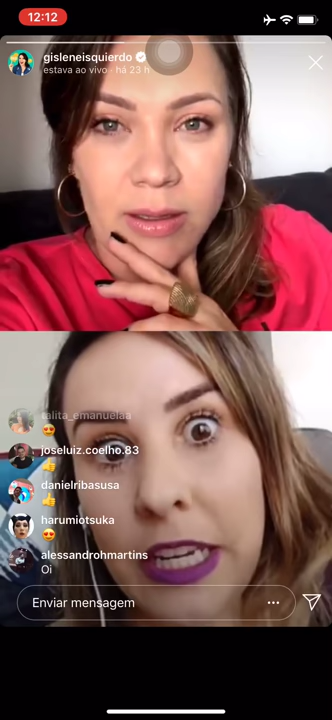 12:12
gisleneisquierdo
estava ao vivo · há 23 h
talita_emanuelaa
joseluiz.coelho.83
danielribasusa
harumiotsuka
alessandrohmartins
Oi
Enviar mensagem